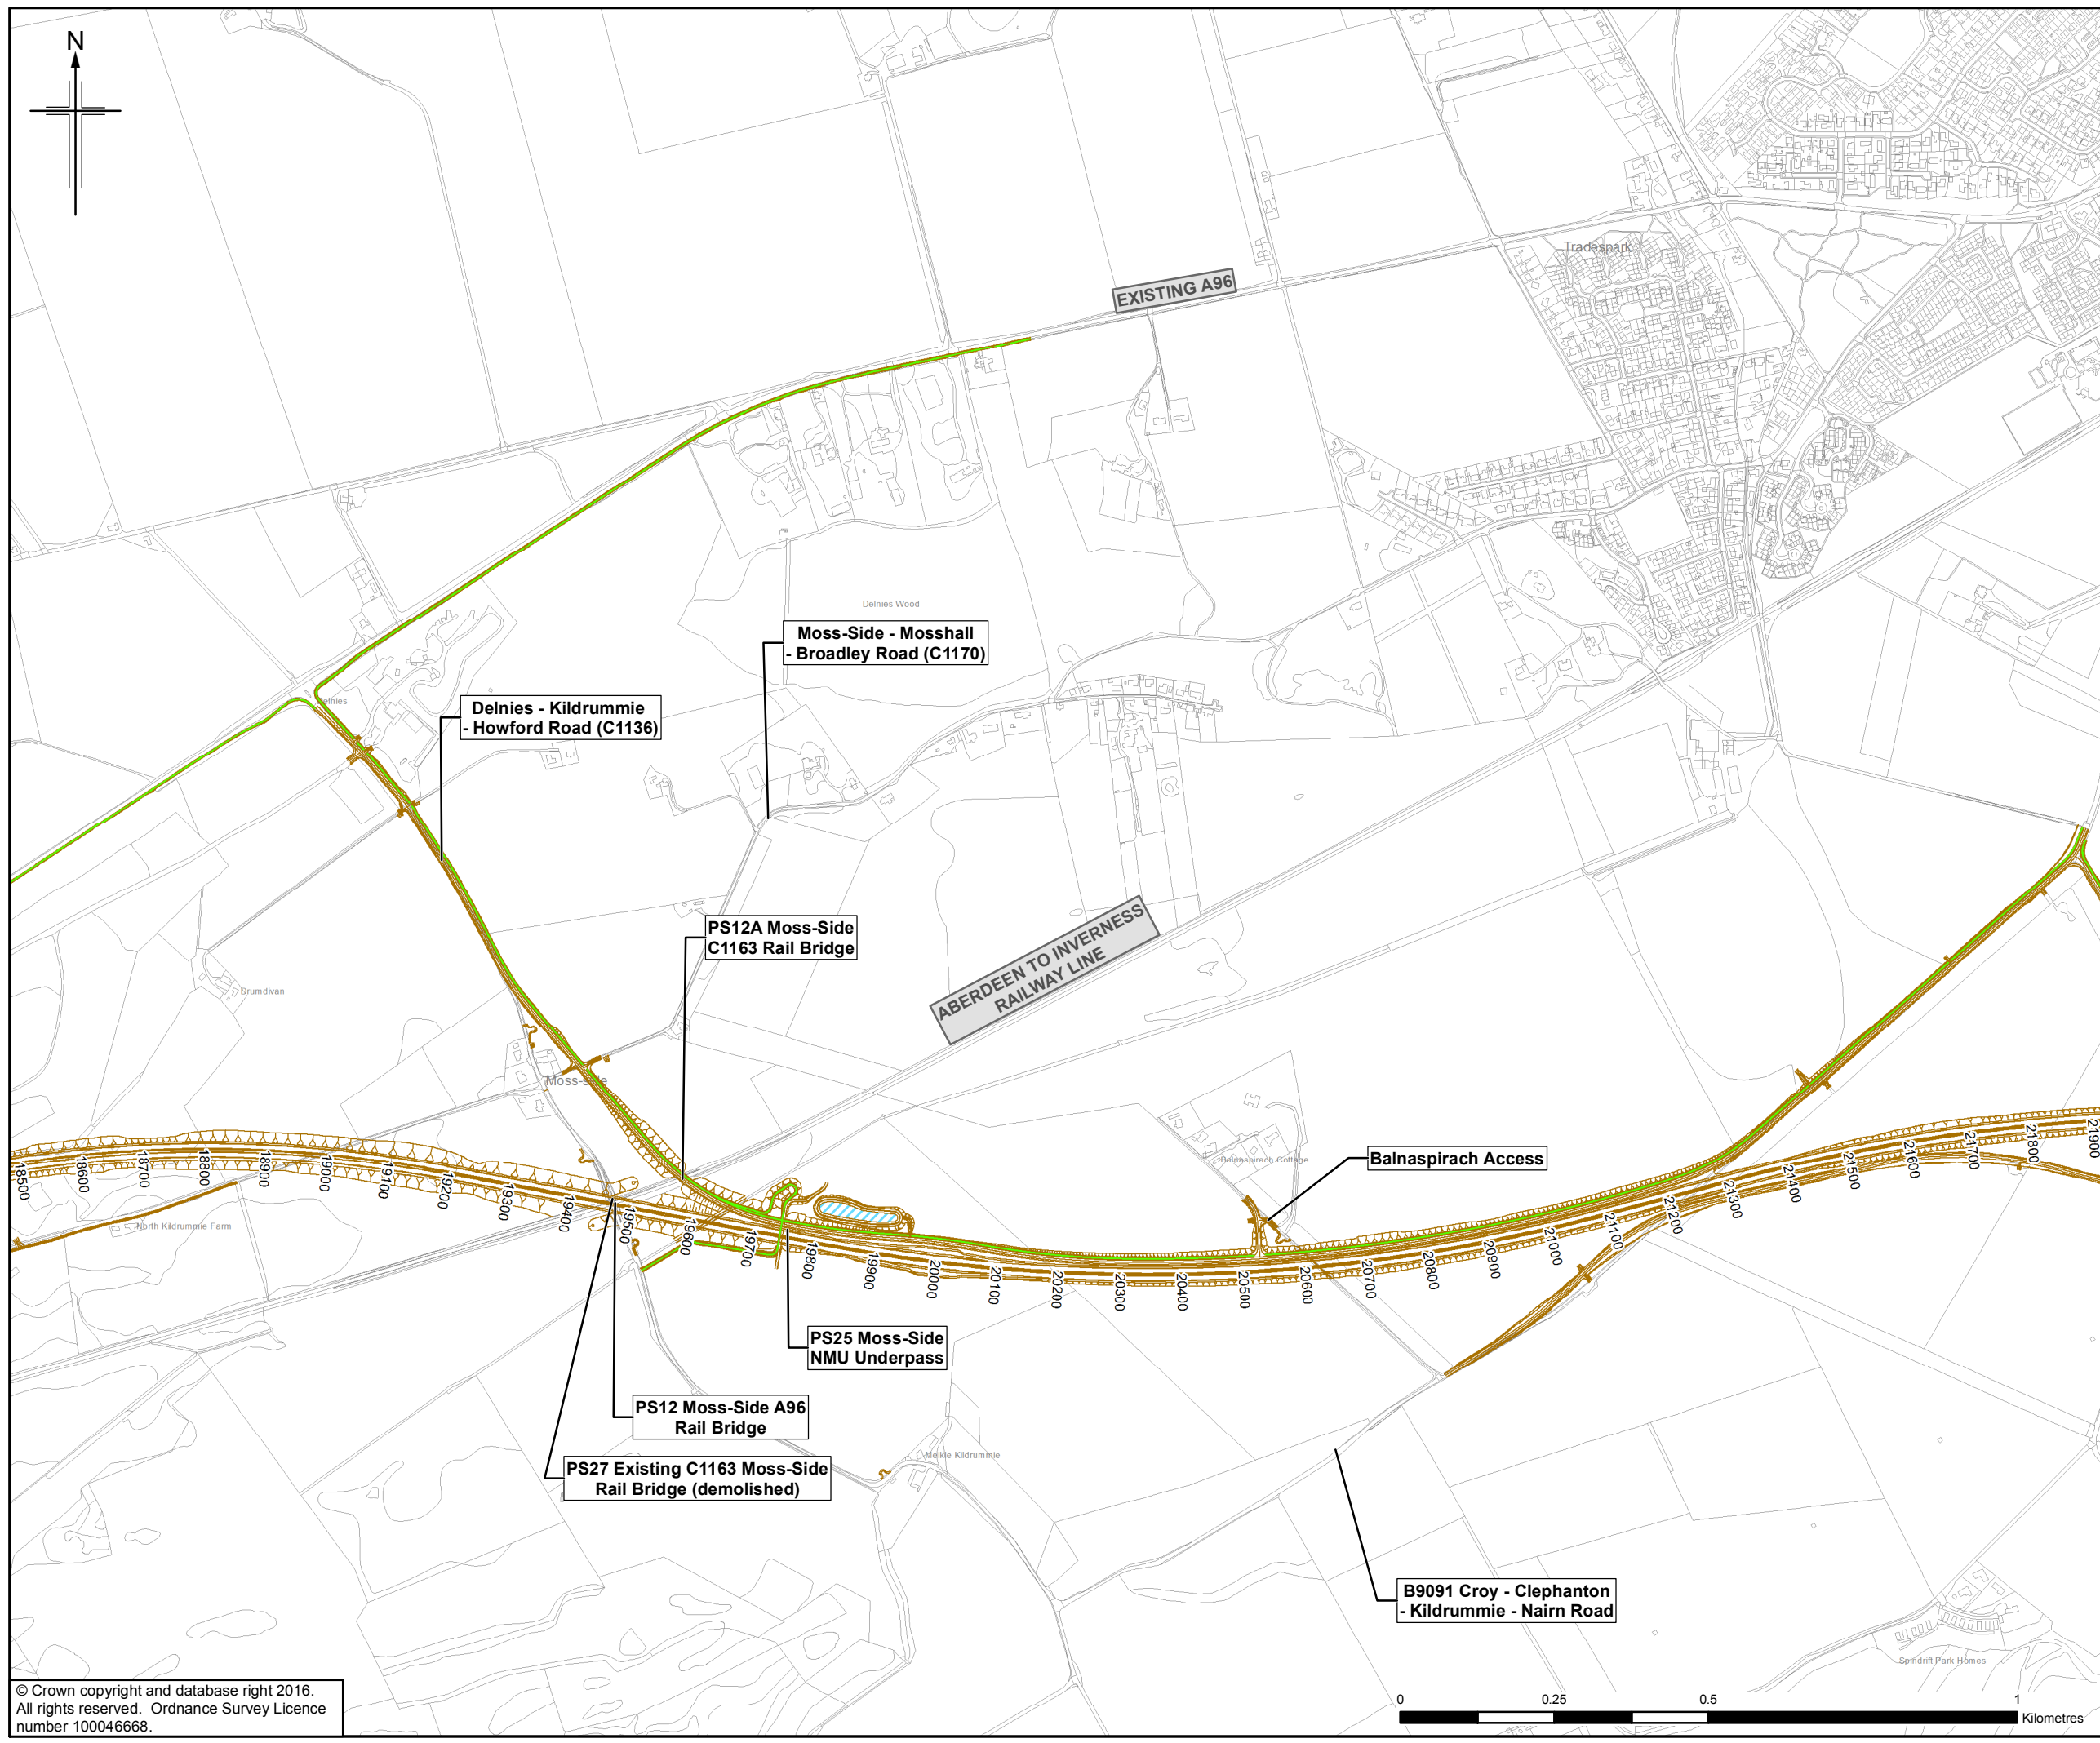 N
EXISTING A96
Tradespark
Delnies Wood
Moss-Side - Mosshall
- Broadley Road (C1170)
Delnies
Delnies - Kildrummie
- Howford Road (C1136)
PS12A Moss-Side
C1163 Rail Bridge
ABERDEEN TO INVERNESS
RAILWAY LINE
Drumdivan
Moss-side
Balnaspirach Cottage
Balnaspirach Access
North Kildrummie Farm
18500
18600
18700
18800
18900
19000
19100
19200
19300
19400
19500
19600
19700
19800
19900
20000
20100
20200
20300
20400
20500
20600
20700
20800
20900
21000
21100
21200
21300
21400
21500
21600
21700
21800
21900
PS25 Moss-Side
NMU Underpass
PS12 Moss-Side A96
Rail Bridge
Meikle Kildrummie
PS27 Existing C1163 Moss-Side
Rail Bridge (demolished)
B9091 Croy - Clephanton
- Kildrummie - Nairn Road
Spindrift Park Homes
© Crown copyright and database right 2016.
All rights reserved. Ordnance Survey Licence
number 100046668.
0 0.25 0.5 1
Kilometres